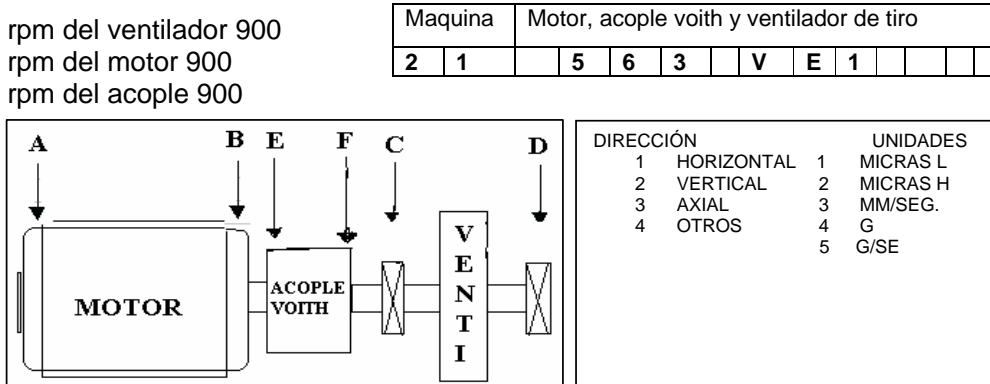 rpm del ventilador 900
rpm del motor 900
rpm del acople 900
Maquina Motor, acople voith y ventilador de tiro
2 1 5 6 3 V E 1
A B E F C D
MOTOR
ACOPLE
VOITH
V
E
N
T
I
DIRECCIÓN UNIDADES
1 HORIZONTAL 1 MICRAS L
2 VERTICAL 2 MICRAS H
3 AXIAL 3 MM/SEG.
4 OTROS 4 G
5 G/SE